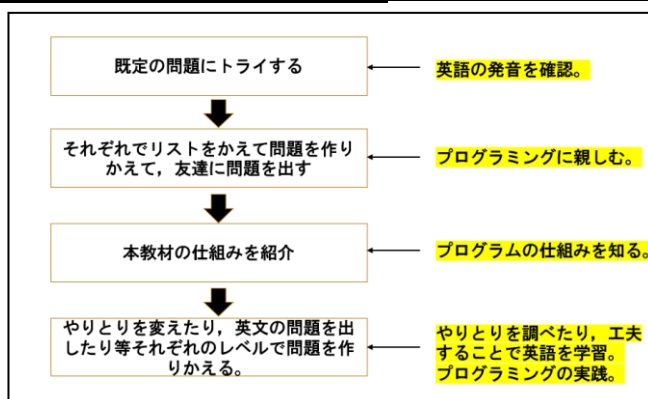 既定の問題にトライする
英語の発音を確認。
それぞれでリストをかえて問題を作り
かえて，友達に問題を出す
プログラミングに親しむ。
本教材の仕組みを紹介
プログラムの仕組みを知る。
やりとりを変えたり，英文の問題を出
したり等それぞれのレベルで問題を作
りかえる。
やりとりを調べたり，工夫
することで英語を学習。
プログラミングの実践。